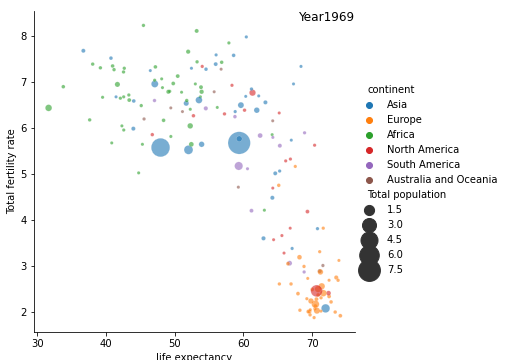 Year1969
8
7
6
5
4
3
2
Total fertility rate
30
40
50
60
70
life expectancy
continent
Asia
Europe
Africa
North America
South America
Australia and Oceania
Total population
1.5
3.0
4.5
6.0
7.5